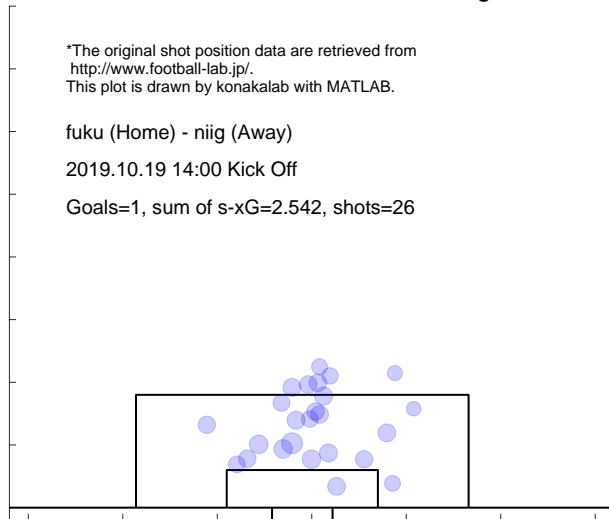 *The original shot position data are retrieved from
http://www.football-lab.jp/.
This plot is drawn by konakalab with MATLAB.
fuku (Home) - niig (Away)
2019.10.19 14:00 Kick Off
Goals=1, sum of s-xG=2.542, shots=26